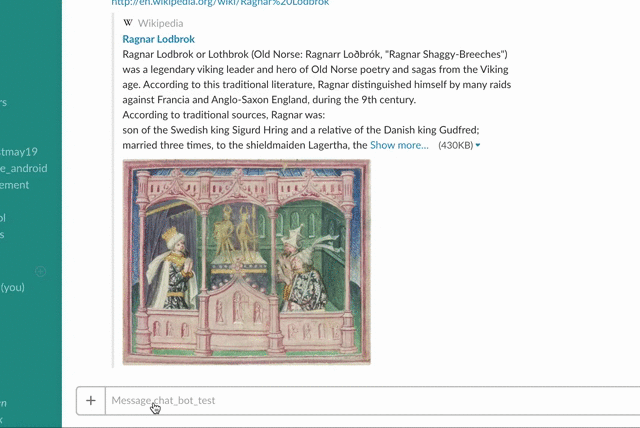 http://en.wikipedia.org/wiki/Ragnar%20Lodbrok
W Wikipedia
Ragnar Lodbrok
Ragnar Lodbrok or Lothbrok (Old Norse: Ragnarr Loðbrók, "Ragnar Shaggy-Breeches")
was a legendary viking leader and hero of Old Norse poetry and sagas from the Viking
age. According to this traditional literature, Ragnar distinguished himself by many raids
against Francia and Anglo-Saxon England, during the 9th century.
According to traditional sources, Ragnar was:
son of the Swedish king Sigurd Hring and a relative of the Danish king Gudfred;
married three times, to the shieldmaiden Lagertha, the Show more... (430KB)
rs
stmay19
e_android
ement
ol
s
(you)
n
x
+ Message chat_bot_test